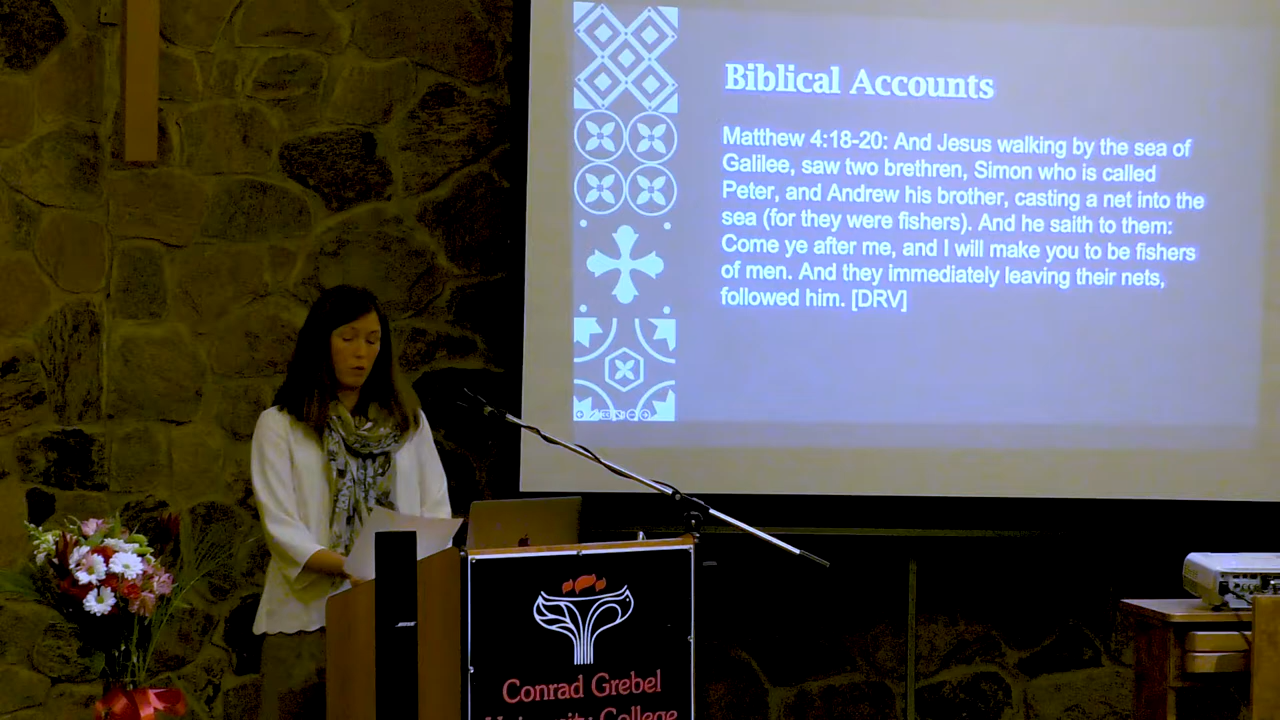 Biblical Accounts
Matthew 4:18-20: And Jesus walking by the sea of
Galilee, saw two brethren, Simon who is called
Peter, and Andrew his brother, casting a net into the
sea (for they were fishers). And he saith to them:
Come ye after me, and I will make you to be fishers
of men. And they immediately leaving their nets,
followed him. [DRV]
BOSE
Conrad Grebel
University College